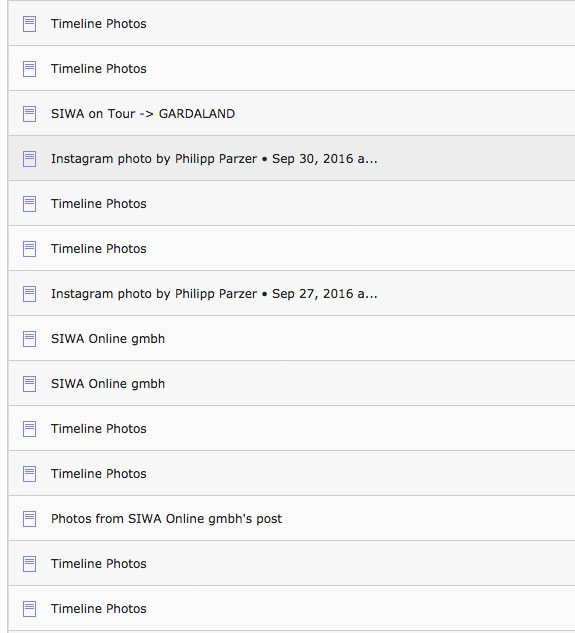 Timeline Photos
Timeline Photos
SIWA on Tour -> GARDALAND
Instagram photo by Philipp Parzer • Sep 30, 2016 a...
Timeline Photos
Timeline Photos
Instagram photo by Philipp Parzer • Sep 27, 2016 a...
SIWA Online gmbh
SIWA Online gmbh
Timeline Photos
Timeline Photos
Photos from SIWA Online gmbh's post
Timeline Photos
Timeline Photos